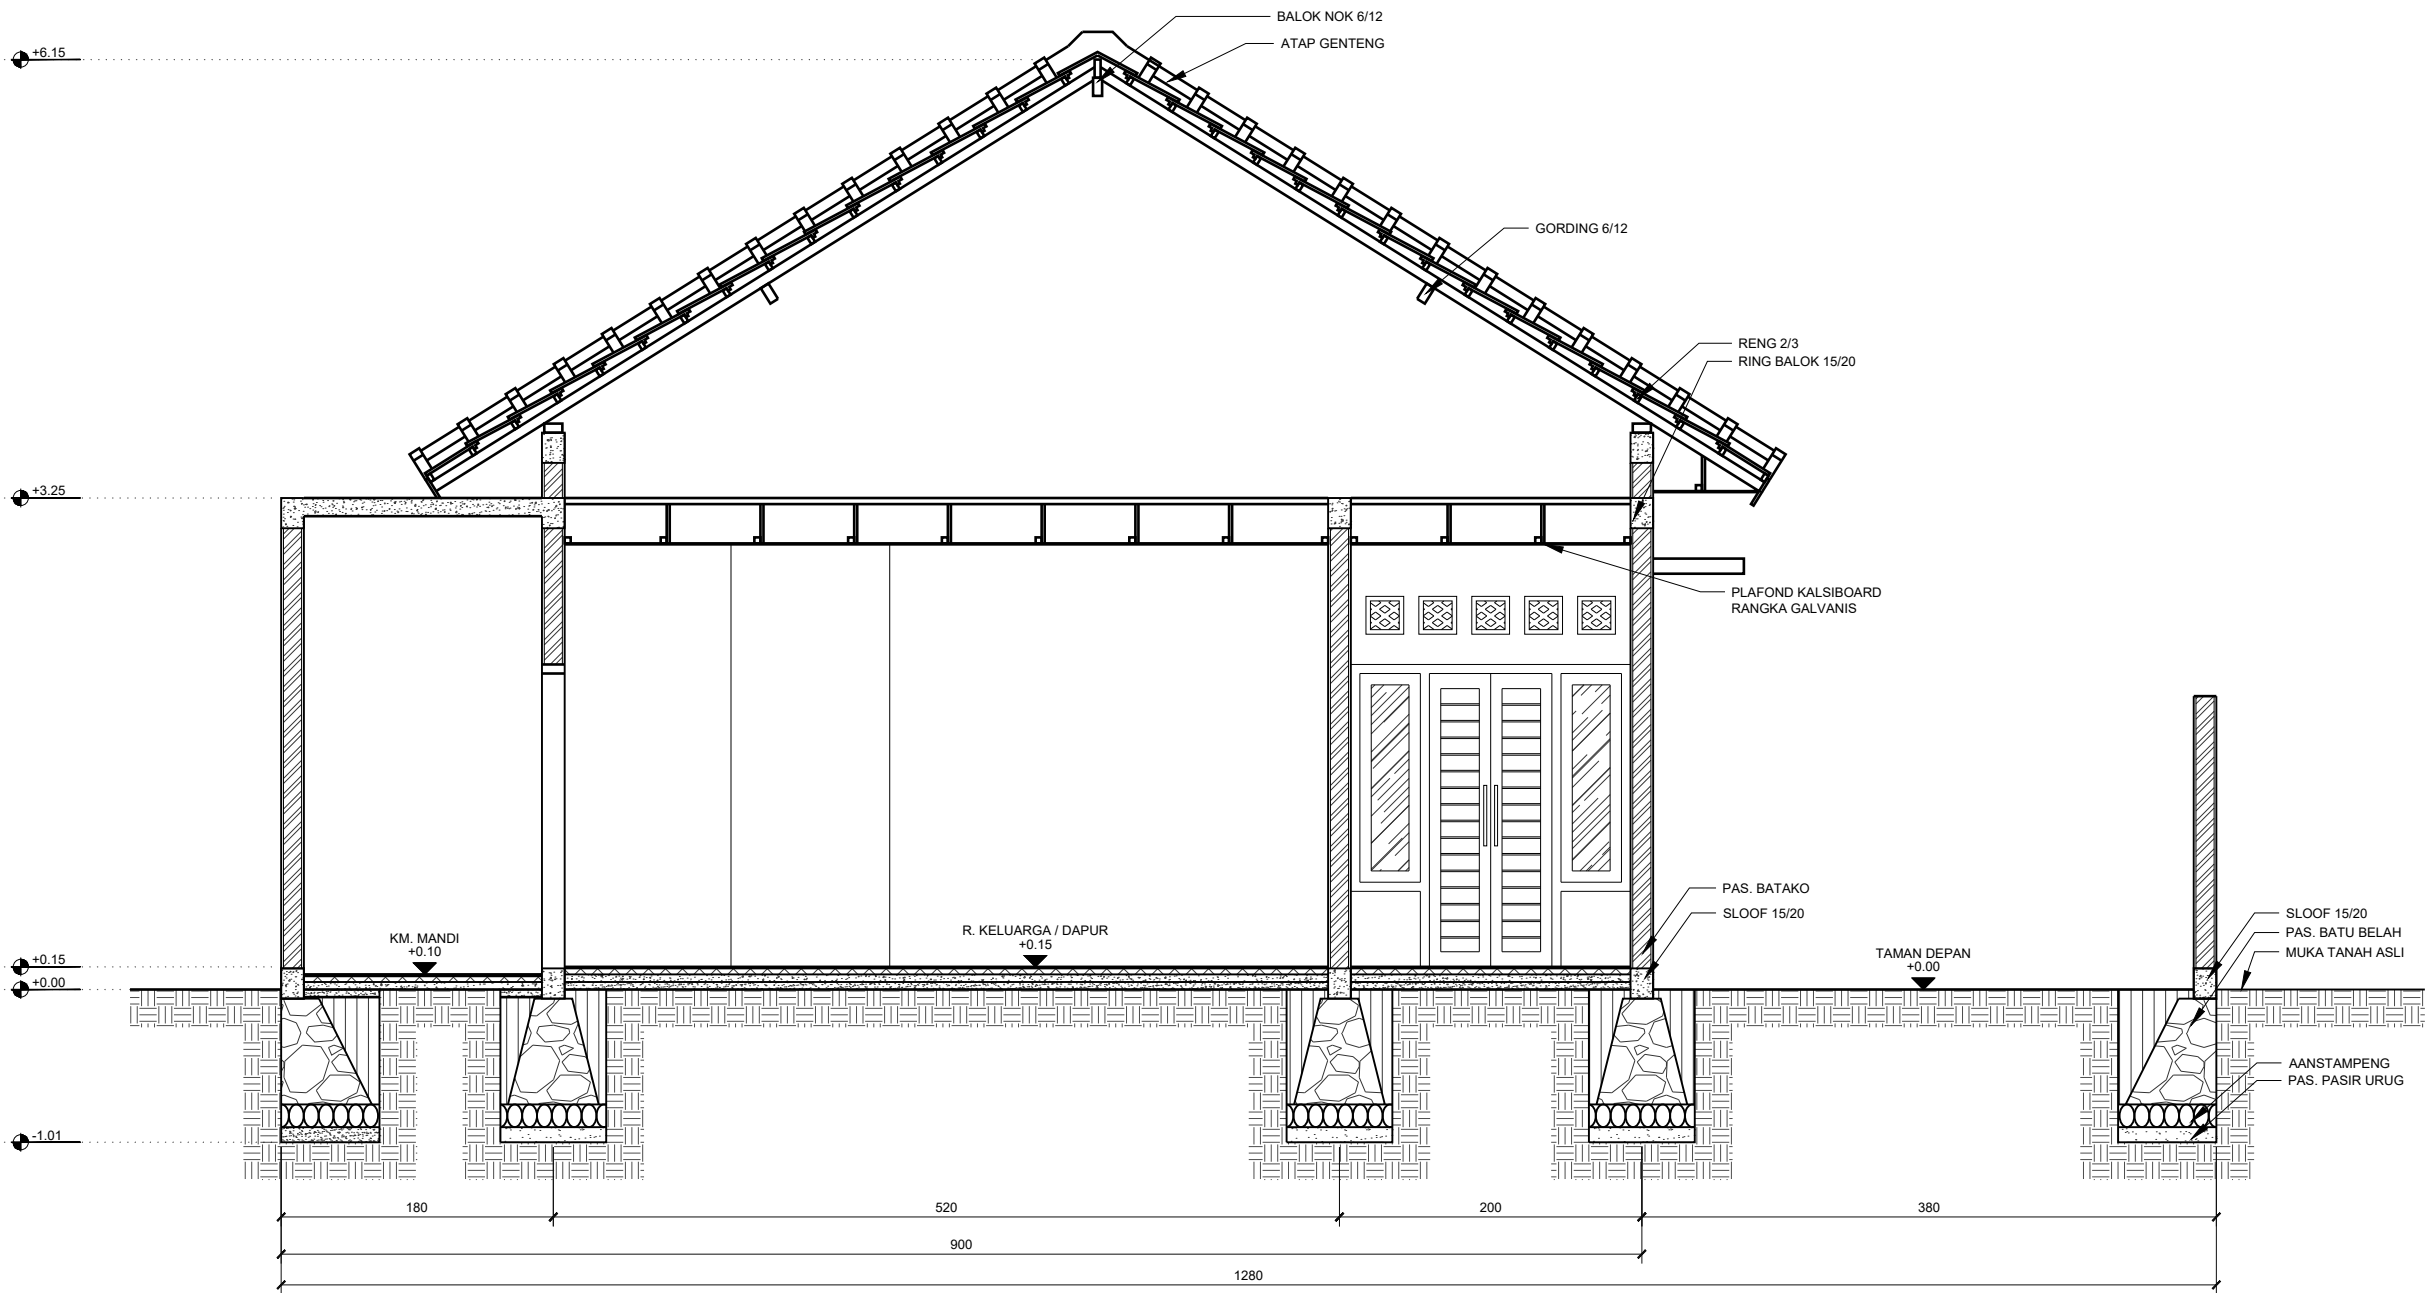 BALOK NOK 6/12
+6.15
ATAP GENTENG
GORDING 6/12
RENG 2/3
RING BALOK 15/20
+3.25
PLAFOND KALSIBOARD
RANGKA GALVANIS
PAS. BATAKO
SLOOF 15/20
SLOOF 15/20
PAS. BATU BELAH
MUKA TANAH ASLI
KM. MANDI
+0.10
R. KELUARGA / DAPUR
+0.15
TAMAN DEPAN
+0.00
+0.15
+0.00
AANSTAMPENG
PAS. PASIR URUG
-1.01
180
520
200
380
900
1280